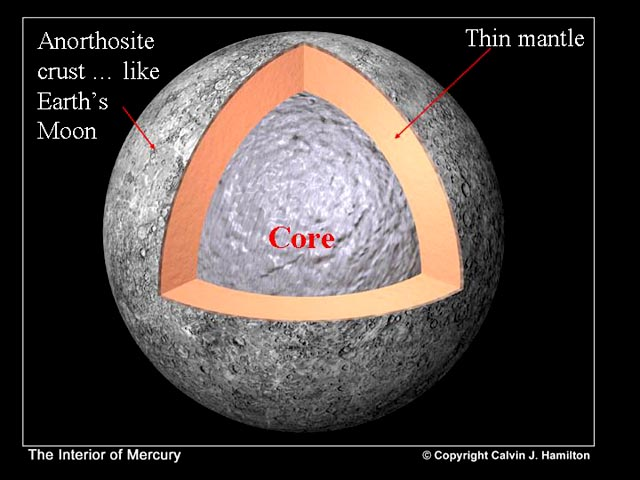 Anorthosite
crust … like
Earth's
Moon
Thin mantle
Core
The Interior of Mercury
© Copyright Calvin J. Hamilton